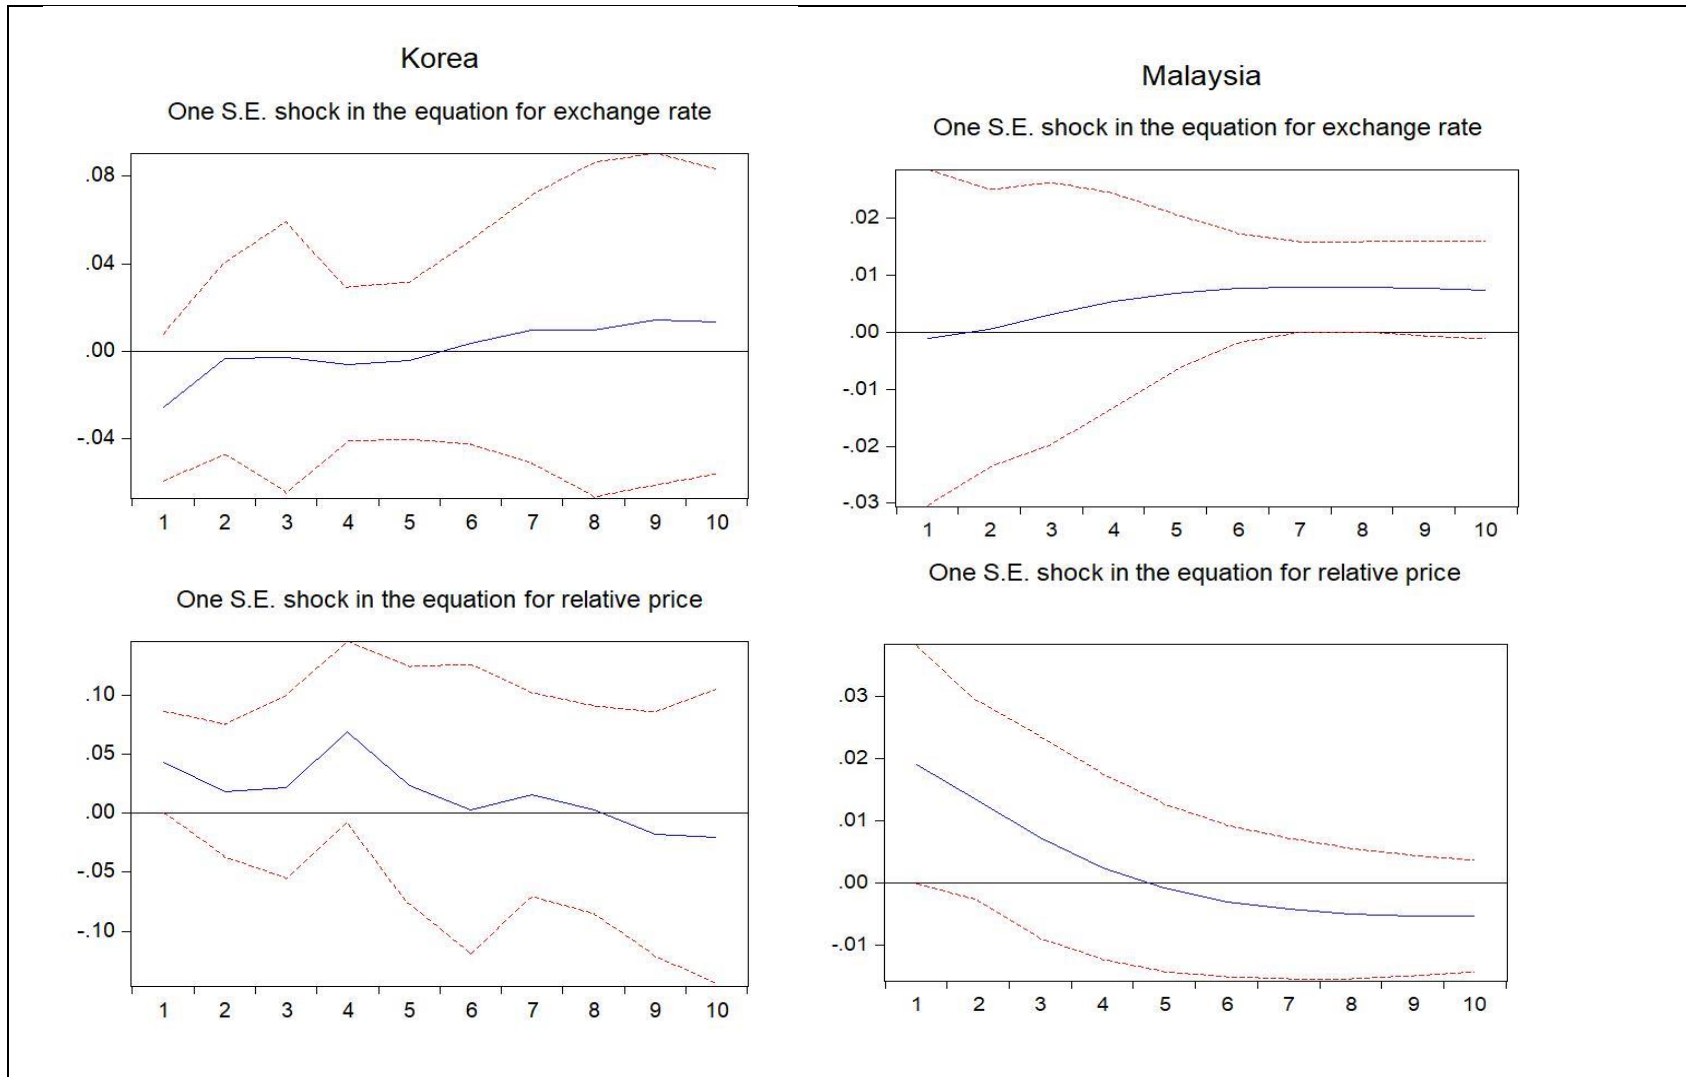 Korea
One S.E. shock in the equation for exchange rate
.08
.04
.00
-.04
1 2 3 4 5 6 7 8 9 10
One S.E. shock in the equation for relative price
.10
.05
.00
-.05
-.10
1 2 3 4 5 6 7 8 9 10
Malaysia
One S.E. shock in the equation for exchange rate
.02
.01
.00
-.01
-.02
-.03
1 2 3 4 5 6 7 8 9 10
One S.E. shock in the equation for relative price
.03
.02
.01
.00
-.01
1 2 3 4 5 6 7 8 9 10